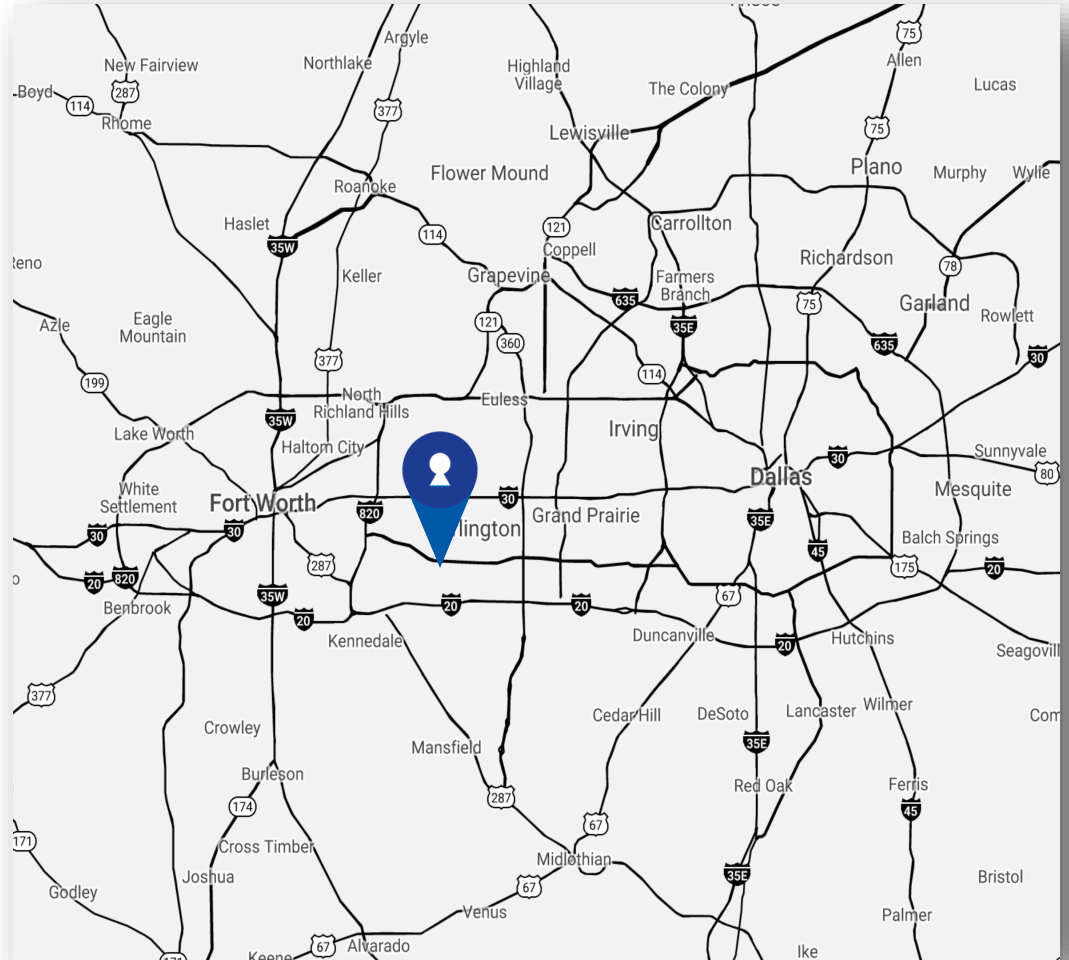 Argyle
75
New Fairview
Northlake
Highland
Village
Allen
287
Boyd
114
The Colony
Lucas
377
Rhome
Lewisville
75
Flower Mound
Plano
Murphy
Wylie
Roanoke
Haslet
121
Carrollton
114
35W
Coppell
Richardson
78
Keller
Grapevine
Farmers
Branch
635
75
Garland
Rowlett
Azle
Eagle
Mountain
121
35E
360
635
30
377
114
199
North
Richland Hills
Euless
35W
Irving
Lake Worth
Haltom City
30
Sunnyvale
80
Dallas
White
Settlement
Fort Worth
30
Mesquite
820
lington
Grand Prairie
35E
30
30
45
Balch Springs
287
175
20
820
20
35W
67
Benbrook
20
20
20
Kennedale
Duncanville
20
Hutchins
Seagovill
377
Cedar Hill
DeSoto
Lancaster
Wilmer
Com
Crowley
Mansfield
35E
Burleson
Red Oak
Ferris
174
287
45
67
171
Cross Timber
Midlothian
35E
Joshua
Bristol
Godley
67
Venus
Palmer
67
Alvarado
Keene
Ike
171